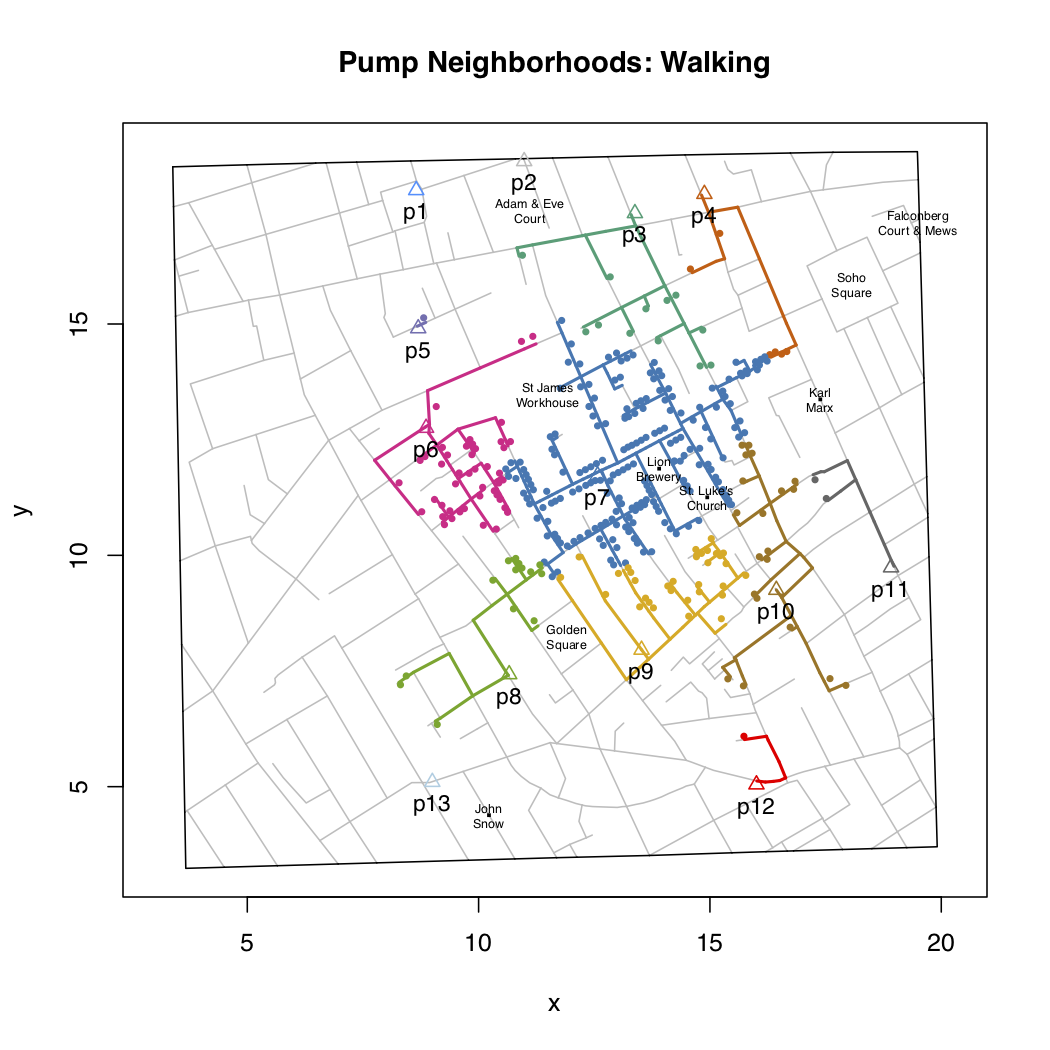 Pump Neighborhoods: Walking
p1
p2
Adam & Eve
Court
p3
p4
Falconberg
Court & Mews
Soho
Square
p5
St James
Workhouse
Karl
Marx
p6
Lion
Brewery
p7
St. Luke's
Church
p11
p10
Golden
Square
p9
p8
p13
John
Snow
p12
15
10
5
y
5
10
15
20
x